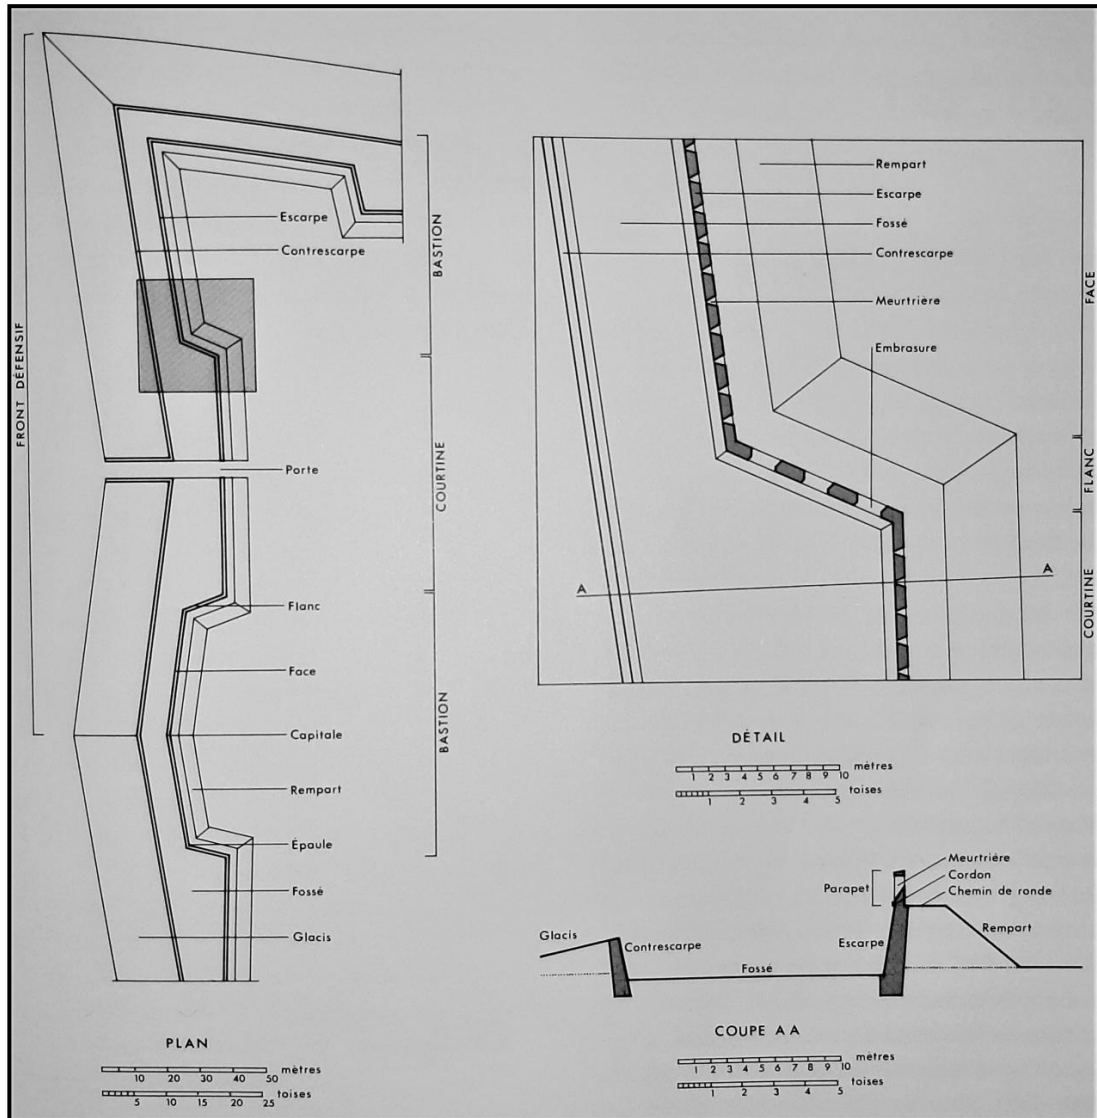 FRONT DÉFENSIF
Escarpe
Contrescarpe
BASTION
COURTINE
Porte
Flanc
Face
Capitale
BASTION
Rempart
Épaule
Fossé
Glacis
PLAN
10 20 30 40 50 mètres
5 10 15 20 25 toises
Rempart
Escarpe
Fossé
Contrescarpe
Meurtrière
Embrasure
FACE
FLANC
COURTINE
A A
DÉTAIL
1 2 3 4 5 6 7 8 9 10 mètres
1 2 3 4 5 toises
Meurtrière
Parapet
Cordon
Chemin de ronde
Glacis
Contrescarpe
Escarpe
Rempart
Fossé
COUPE AA
1 2 3 4 5 6 7 8 9 10 mètres
1 2 3 4 5 toises